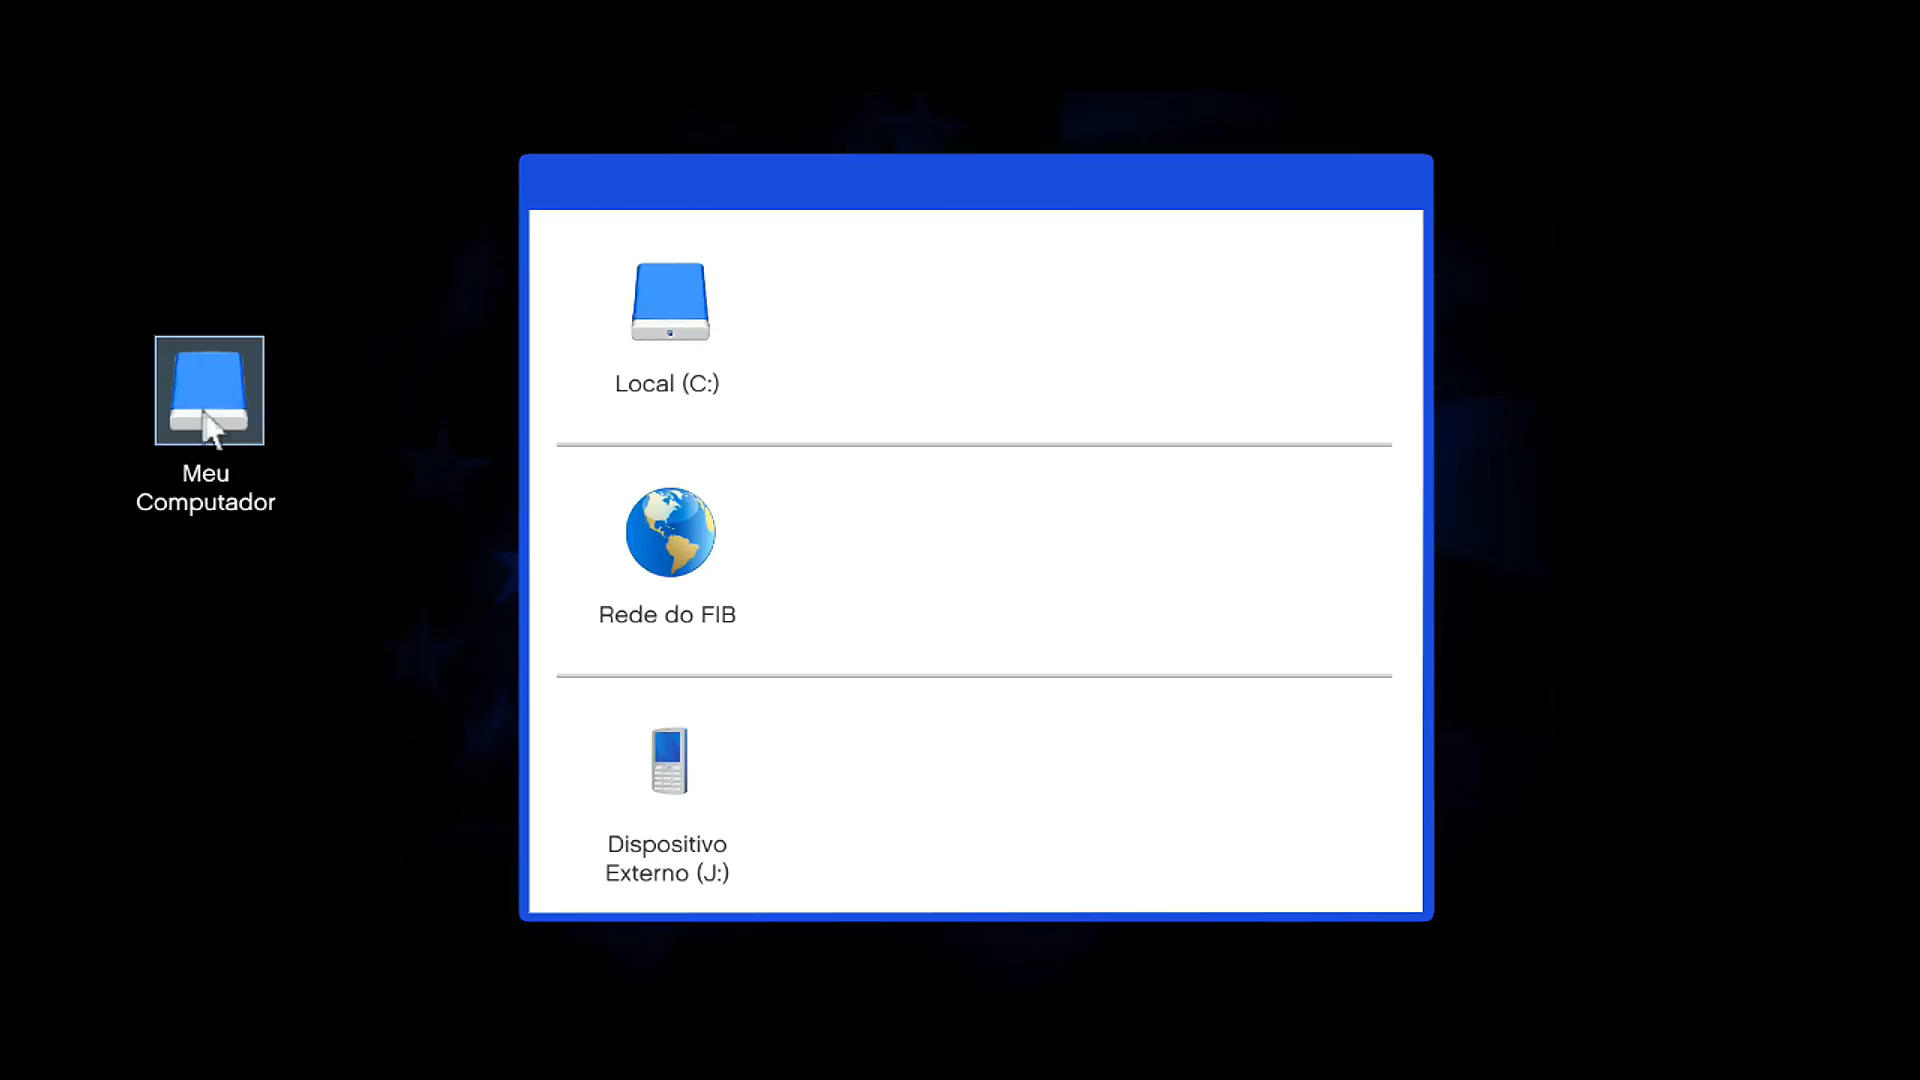 Meu
Computador
Local (C:)
Rede do FIB
Dispositivo
Externo (J:)